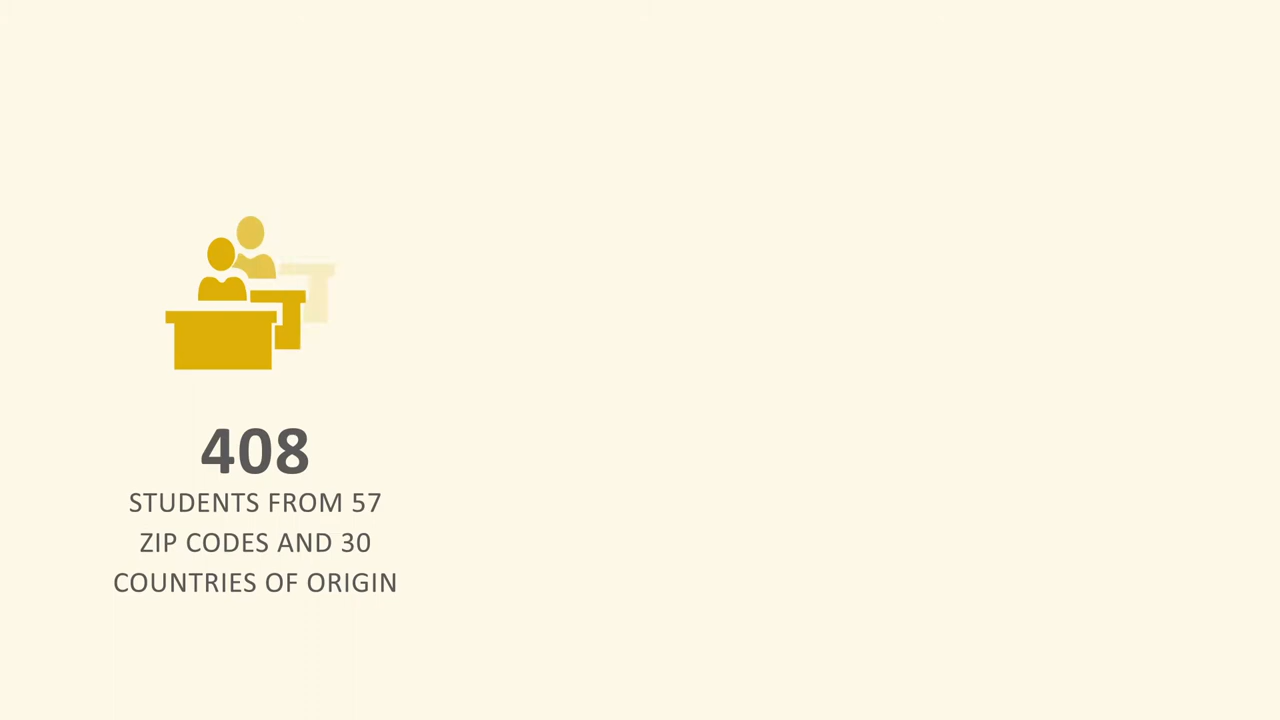 408
STUDENTS FROM 57
ZIP CODES AND 30
COUNTRIES OF ORIGIN